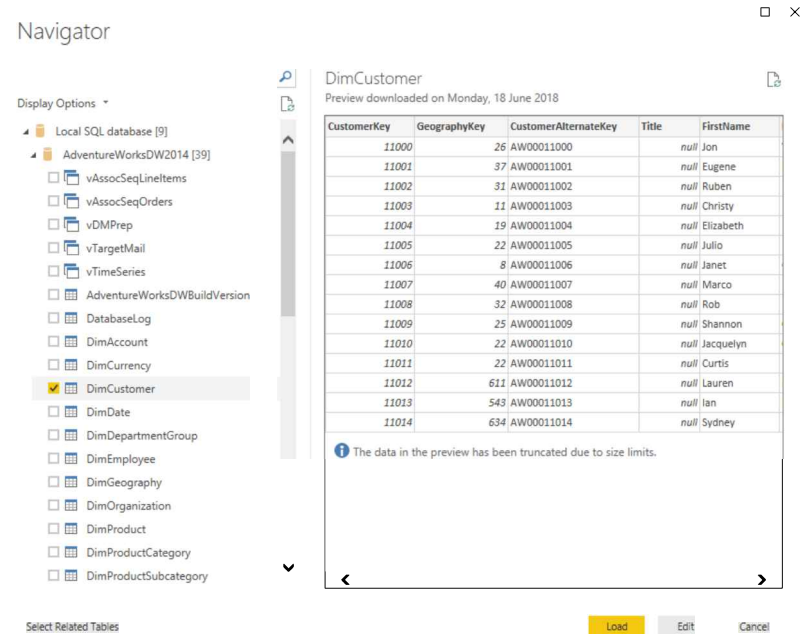 Navigator
Display Options
Local SQL database [9]
AdventureWorksDW2014 [39]
vAssocSeqLineItems
vAssocSeqOrders
vDMPrep
vTargetMail
vTimeSeries
AdventureWorksDWBuildVersion
DatabaseLog
DimAccount
DimCurrency
DimCustomer
DimDate
DimDepartmentGroup
DimEmployee
DimGeography
DimOrganization
DimProduct
DimProductCategory
DimProductSubcategory
Select Related Tables
DimCustomer
Preview downloaded on Monday, 18 June 2018
CustomerKey GeographyKey CustomerAlternateKey Title FirstName
11000 26 AW00011000 null Jon
11001 37 AW00011001 null Eugene
11002 31 AW00011002 null Ruben
11003 11 AW00011003 null Christy
11004 19 AW00011004 null Elizabeth
11005 22 AW00011005 null Julio
11006 8 AW00011006 null Janet
11007 40 AW00011007 null Marco
11008 32 AW00011008 null Rob
11009 25 AW00011009 null Shannon
11010 22 AW00011010 null Jacquelyn
11011 22 AW00011011 null Curtis
11012 611 AW00011012 null Lauren
11013 543 AW00011013 null Ian
11014 634 AW00011014 null Sydney
The data in the preview has been truncated due to size limits.
Load Edit Cancel